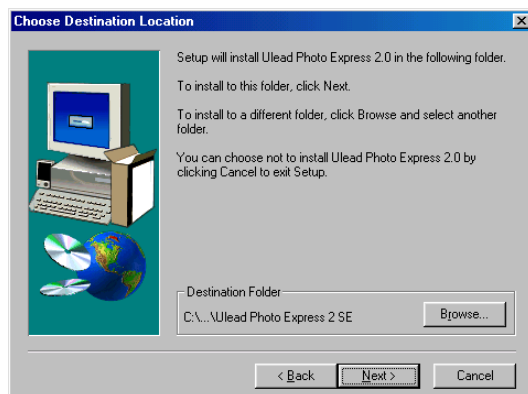 Choose Destination Location
Setup will install Ulead Photo Express 2.0 in the following folder.
To install to this folder, click Next.
To install to a different folder, click Browse and select another
folder.
You can choose not to install Ulead Photo Express 2.0 by
clicking Cancel to exit Setup.
Destination Folder
C:\...\Ulead Photo Express 2 SE
Browse...
< Back
Next >
Cancel